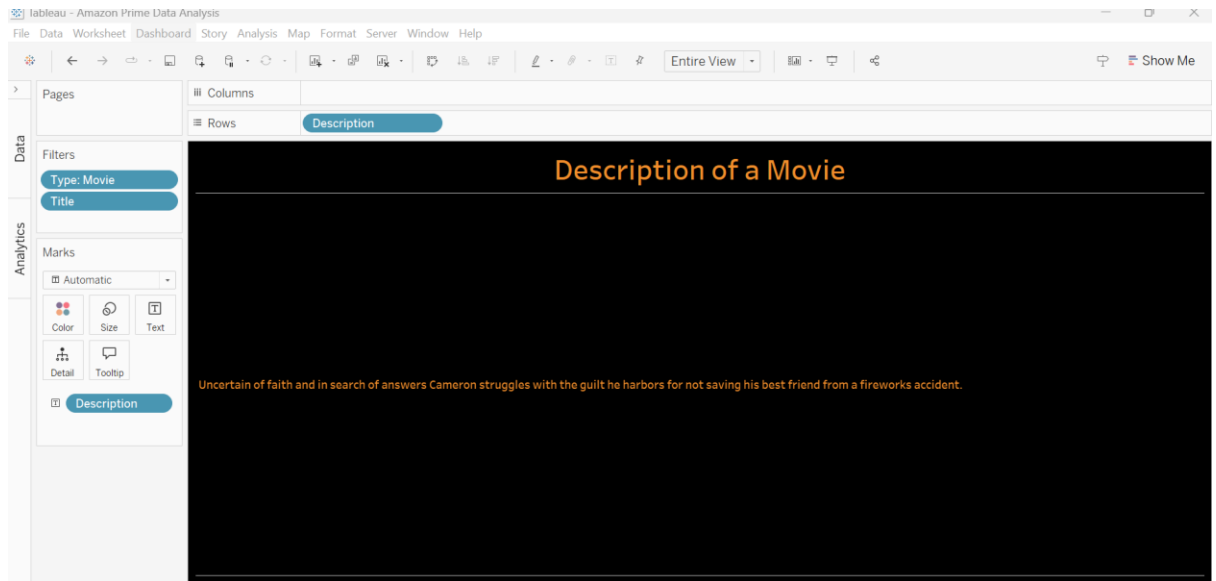 Tableau - Amazon Prime Data Analysis
File Data Worksheet Dashboard Story Analysis Map Format Server Window Help
Entire View
Show Me
Pages
Columns
Rows
Description
Data
Analytics
Filters
Type: Movie
Title
Marks
Automatic
Color
Size
Text
Detail
Tooltip
Description
Description of a Movie
Uncertain of faith and in search of answers Cameron struggles with the guilt he harbors for not saving his best friend from a fireworks accident.